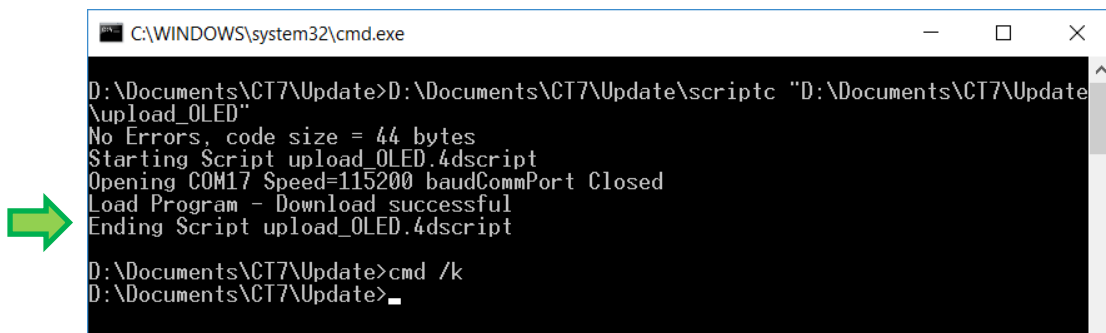 C:\WINDOWS\system32\cmd.exe
D:\Documents\CT7\Update>D:\Documents\CT7\Update\scriptc "D:\Documents\CT7\Update
\upload_OLED"
No Errors, code size = 44 bytes
Starting Script upload_OLED.4dscript
Opening COM17 Speed=115200 baudCommPort Closed
Load Program - Download successful
Ending Script upload_OLED.4dscript
D:\Documents\CT7\Update>cmd /k
D:\Documents\CT7\Update>